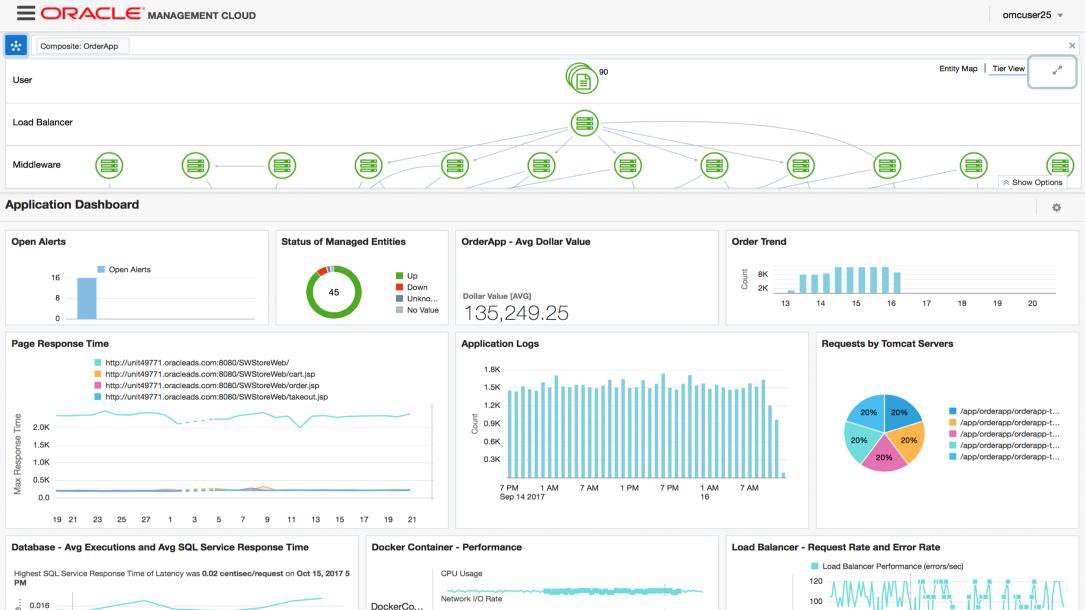 ORACLE MANAGEMENT CLOUD
omcuser25
Composite: OrderApp
User
90
Entity Map | Tier View
Load Balancer
Middleware
Show Options
Application Dashboard
Open Alerts
Open Alerts
16
8
0
Status of Managed Entities
45
Up
Down
Unkno...
No Value
OrderApp - Avg Dollar Value
Dollar Value [AVG]
135,249.25
Order Trend
Count
8K
2K
13 14 15 16 17 18 19 20
Page Response Time
http://unit49771.oracleads.com:8080/SWStoreWeb/
http://unit49771.oracleads.com:8080/SWStoreWeb/cart.jsp
http://unit49771.oracleads.com:8080/SWStoreWeb/order.jsp
http://unit49771.oracleads.com:8080/SWStoreWeb/takeout.jsp
Max Response Time
2.0K
1.5K
1.0K
0.5K
0.0
19 21 23 25 27 1 3 5 7 9 11 13 15 17 19 21
Application Logs
Count
1.8K
1.5K
1.2K
0.9K
0.6K
0.3K
7 PM 1 AM 7 AM 1 PM 7 PM 1 AM 7 AM
Sep 14 2017 16
Requests by Tomcat Servers
20% 20%
20% 20%
20%
/app/orderapp/orderapp-t...
/app/orderapp/orderapp-t...
/app/orderapp/orderapp-t...
/app/orderapp/orderapp-t...
/app/orderapp/orderapp-t...
Database - Avg Executions and Avg SQL Service Response Time
Highest SQL Service Response Time of Latency was 0.02 centisec/request on Oct 15, 2017 5
PM
0.016
Docker Container - Performance
CPU Usage
Network I/O Rate
DockerCo...
Load Balancer - Request Rate and Error Rate
Load Balancer Performance (errors/sec)
120
100